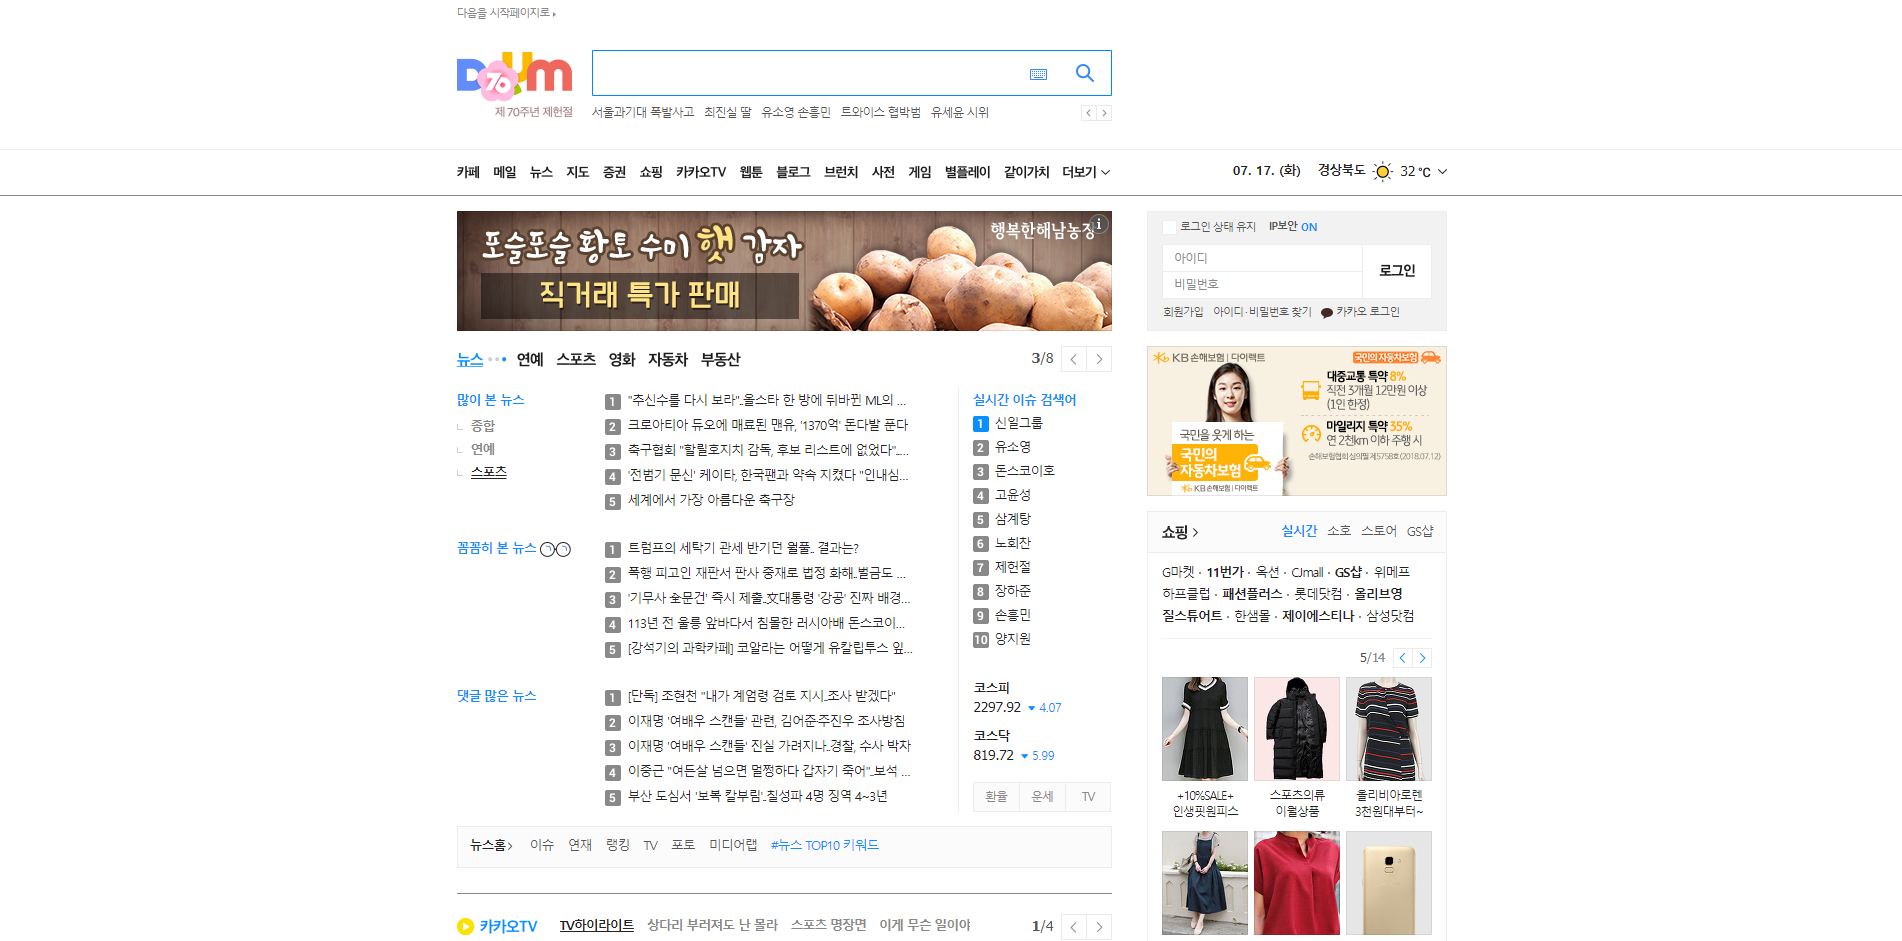 다음을 시작페이지로
Daum
70
제 70주년 제헌절
서울과기대 폭발사고 최진실 딸 유소영 손흥민 트와이스 협박범 유세윤 시위
카페 메일 뉴스 지도 증권 쇼핑 카카오TV 웹툰 블로그 브런치 사전 게임 별플레이 같이가치 더보기
07. 17. (화) 경상북도 32 ℃
포슬포슬 황토 수미 햇 감자
직거래 특가 판매
행복한해남농장
로그인 상태 유지 IP보안 ON
아이디
비밀번호
로그인
회원가입 아이디·비밀번호 찾기 카카오 로그인
뉴스 연예 스포츠 영화 자동차 부동산
3/8
많이 본 뉴스
종합
연예
스포츠
1 "추신수를 다시 보라"..올스타 한 방에 뒤바뀐 ML의 ...
2 크로아티아 듀오에 매료된 맨유, '1370억' 돈다발 푼다
3 축구협회 "할릴호지치 감독, 후보 리스트에 없었다"...
4 '전범기 문신' 케이타, 한국팬과 약속 지켰다 "인내심...
5 세계에서 가장 아름다운 축구장
꼼꼼히 본 뉴스
1 트럼프의 세탁기 관세 반기던 월풀.. 결과는?
2 폭행 피고인 재판서 판사 중재로 법정 화해..벌금도 ...
3 '기무사 全문건' 즉시 제출..文대통령 '강공' 진짜 배경...
4 113년 전 울릉 앞바다서 침몰한 러시아배 돈스코이...
5 [강석기의 과학카페] 코알라는 어떻게 유칼립투스 잎...
댓글 많은 뉴스
1 [단독] 조현천 "내가 계엄령 검토 지시..조사 받겠다"
2 이재명 '여배우 스캔들' 관련, 김어준·주진우 조사방침
3 이재명 '여배우 스캔들' 진실 가려지나..경찰, 수사 박차
4 이중근 "여든살 넘으면 멀쩡하다 갑자기 죽어"..보석 ...
5 부산 도심서 '보복 칼부림'..칠성파 4명 징역 4~3년
실시간 이슈 검색어
1 신일그룹
2 유소영
3 돈스코이호
4 고윤성
5 삼계탕
6 노회찬
7 제헌절
8 장하준
9 손흥민
10 양지원
코스피
2297.92 4.07
코스닥
819.72 5.99
환율 운세 TV
뉴스홈 이슈 연재 랭킹 TV 포토 미디어랩 #뉴스 TOP10 키워드
카카오TV TV하이라이트 상다리 부러져도 난 몰라 스포츠 명장면 이게 무슨 일이야
1/4
KB손해보험 | 다이렉트
국민의 자동차보험
대중교통 특약 8%
직전 3개월 12만원 이상
(1인 한정)
마일리지 특약 35%
연 2천km 이하 주행 시
손해보험협회 심의필 제5758호 (2018.07.12)
국민을 웃게 하는
국민의
자동차보험
KB손해보험 | 다이렉트
쇼핑 실시간 소호 스토어 GS샵
G마켓 · 11번가 · 옥션 · CJmall · GS샵 · 위메프
하프클럽 · 패션플러스 · 롯데닷컴 · 올리브영
질스튜어트 · 한샘몰 · 제이에스티나 · 삼성닷컴
5/14
+10%SALE+
인생핏원피스
스포츠의류
이월상품
올리비아로렌
3천원대부터~